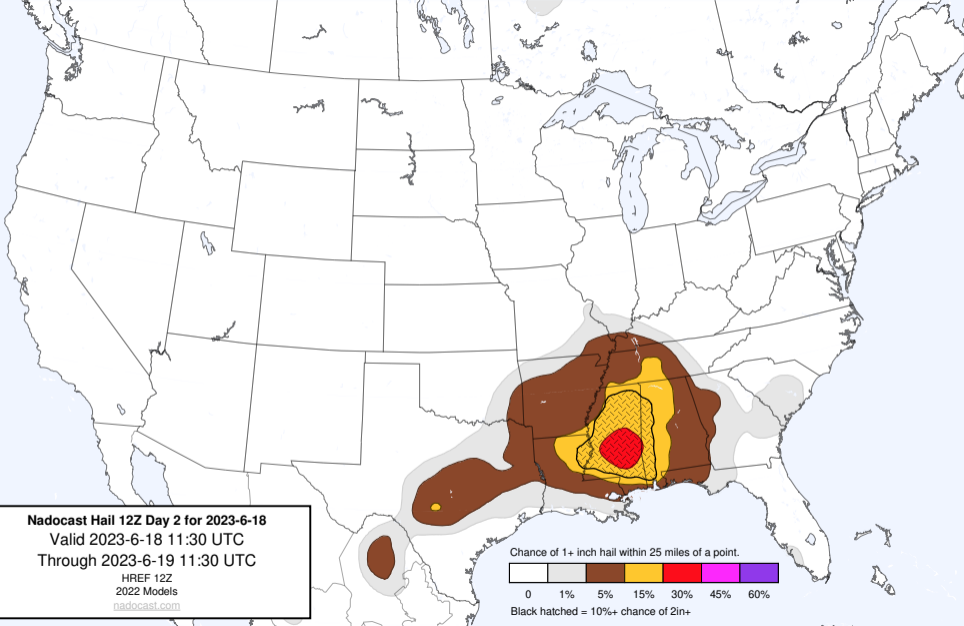 Nadocast Hail 12Z Day 2 for 2023-6-18
Valid 2023-6-18 11:30 UTC
Through 2023-6-19 11:30 UTC
HREF 12Z
2022 Models
nadocast.com
Chance of 1+ inch hail within 25 miles of a point.
0 1% 5% 15% 30% 45% 60%
Black hatched = 10%+ chance of 2in+